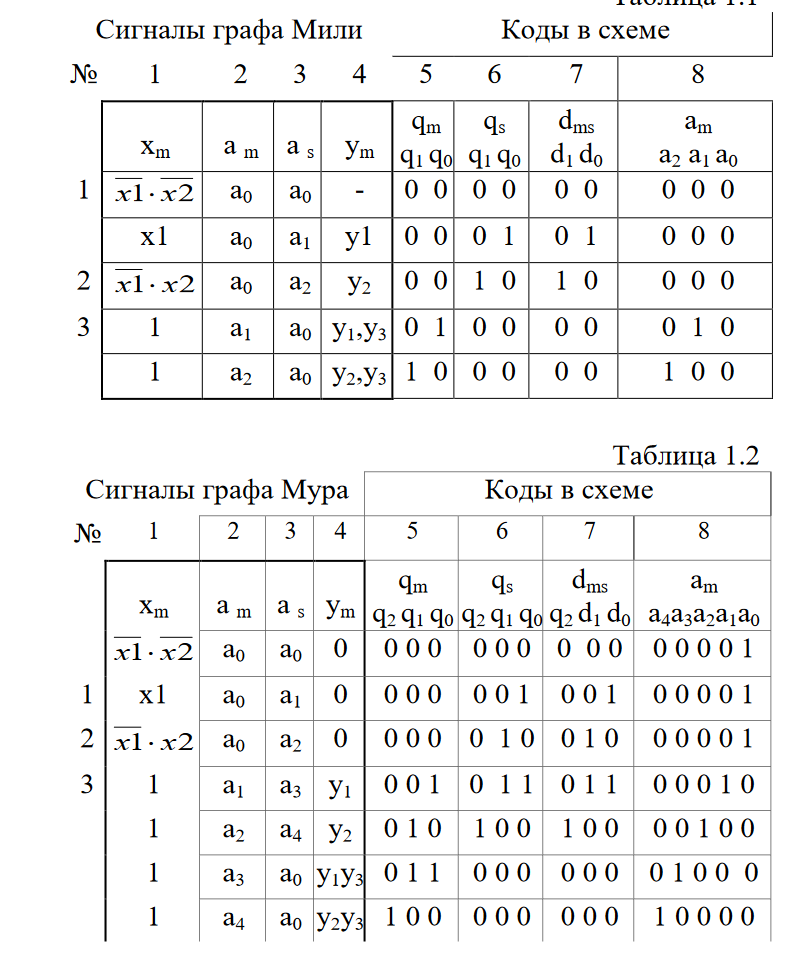 Таблица 1.1
Сигналы графа Мили Коды в схеме
№ 1 2 3 4 5 6 7 8
qm qs dms am
xm a m a s ym q1 q0 q1 q0 d1 d0 a2 a1 a0
1 x̅1̅ · x̅2̅ a0 a0 - 0 0 0 0 0 0 0 0 0
x1 a0 a1 y1 0 0 0 1 0 1 0 0 0
2 x̅1̅ · x2 a0 a2 y2 0 0 1 0 1 0 0 0 0
3 1 a1 a0 y1,y3 0 1 0 0 0 0 0 1 0
1 a2 a0 y2,y3 1 0 0 0 0 0 1 0 0
Таблица 1.2
Сигналы графа Мура Коды в схеме
№ 1 2 3 4 5 6 7 8
qm qs dms am
xm a m a s ym q2 q1 q0 q2 q1 q0 q2 d1 d0 a4a3a2a1a0
x̅1̅ · x̅2̅ a0 a0 0 0 0 0 0 0 0 0 0 0 0 0 0 0 1
1 x1 a0 a1 0 0 0 0 0 0 1 0 0 1 0 0 0 0 1
2 x̅1̅ · x2 a0 a2 0 0 0 0 0 1 0 0 1 0 0 0 0 0 1
3 1 a1 a3 y1 0 0 1 0 1 1 0 1 1 0 0 0 1 0
1 a2 a4 y2 0 1 0 1 0 0 1 0 0 0 0 1 0 0
1 a3 a0 y1y3 0 1 1 0 0 0 0 0 0 0 1 0 0 0
1 a4 a0 y2y3 1 0 0 0 0 0 0 0 0 1 0 0 0 0